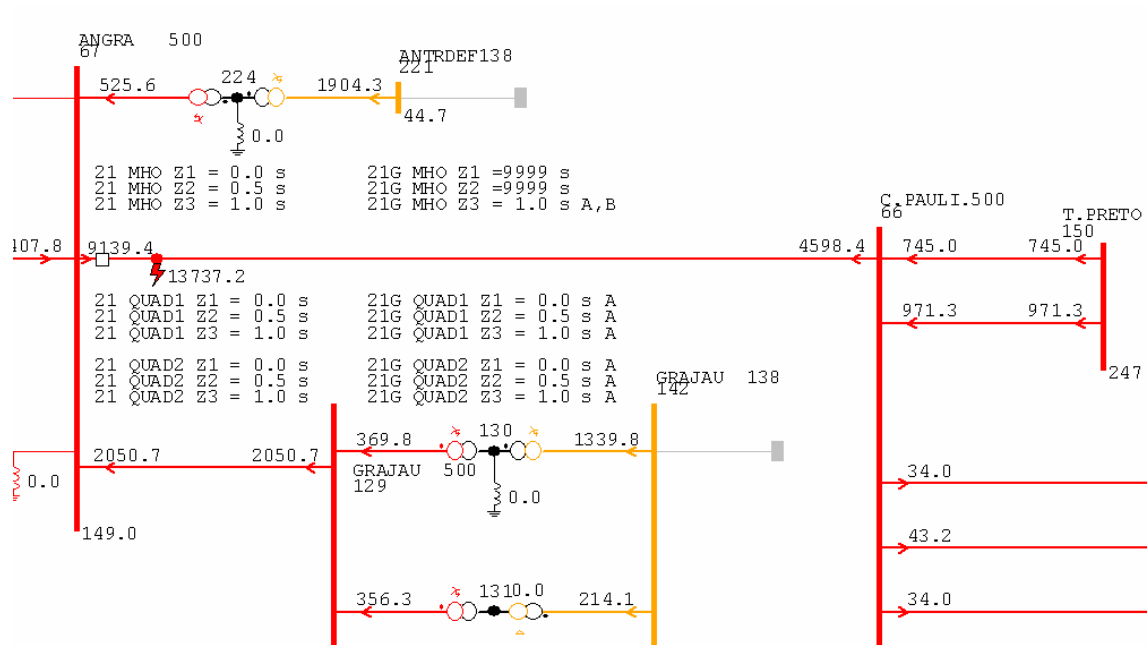 ANGRA 500
67
ANTRDEF138
221
525.6
224
1904.3
44.7
0.0
21 MHO Z1 = 0.0 s
21 MHO Z2 = 0.5 s
21 MHO Z3 = 1.0 s
21G MHO Z1 =9999 s
21G MHO Z2 =9999 s
21G MHO Z3 = 1.0 s A,B
C.PAULI.500
66
T.PRETO
150
9139.4
4598.4
745.0
745.0
13737.2
21 QUAD1 Z1 = 0.0 s
21 QUAD1 Z2 = 0.5 s
21 QUAD1 Z3 = 1.0 s
21G QUAD1 Z1 = 0.0 s A
21G QUAD1 Z2 = 0.5 s A
21G QUAD1 Z3 = 1.0 s A
971.3
971.3
21 QUAD2 Z1 = 0.0 s
21 QUAD2 Z2 = 0.5 s
21 QUAD2 Z3 = 1.0 s
21G QUAD2 Z1 = 0.0 s A
21G QUAD2 Z2 = 0.5 s A
21G QUAD2 Z3 = 1.0 s A
GRAJAU 138
142
247
2050.7
2050.7
369.8
130
1339.8
GRAJAU 500
129
0.0
0.0
34.0
149.0
43.2
356.3
131
0.0
214.1
34.0